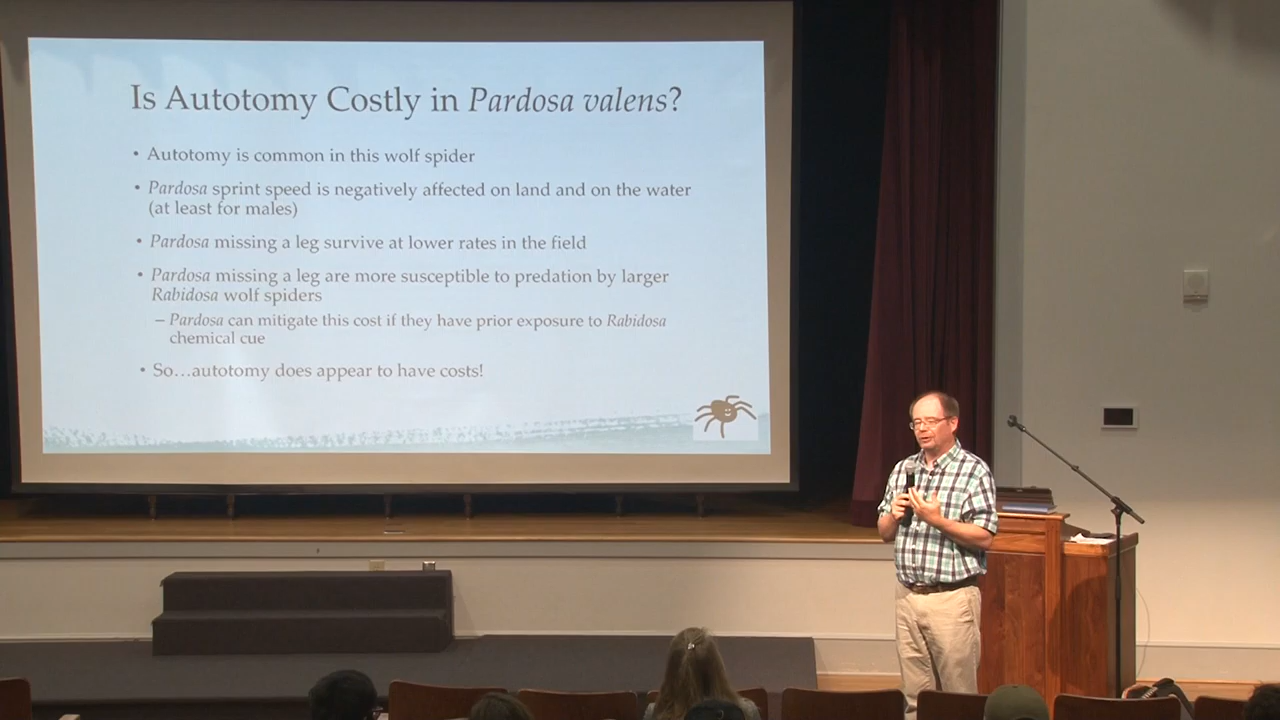 Is Autotomy Costly in Pardosa valens?
• Autotomy is common in this wolf spider
• Pardosa sprint speed is negatively affected on land and on the water
(at least for males)
• Pardosa missing a leg survive at lower rates in the field
• Pardosa missing a leg are more susceptible to predation by larger
Rabidosa wolf spiders
– Pardosa can mitigate this cost if they have prior exposure to Rabidosa
chemical cue
• So…autotomy does appear to have costs!